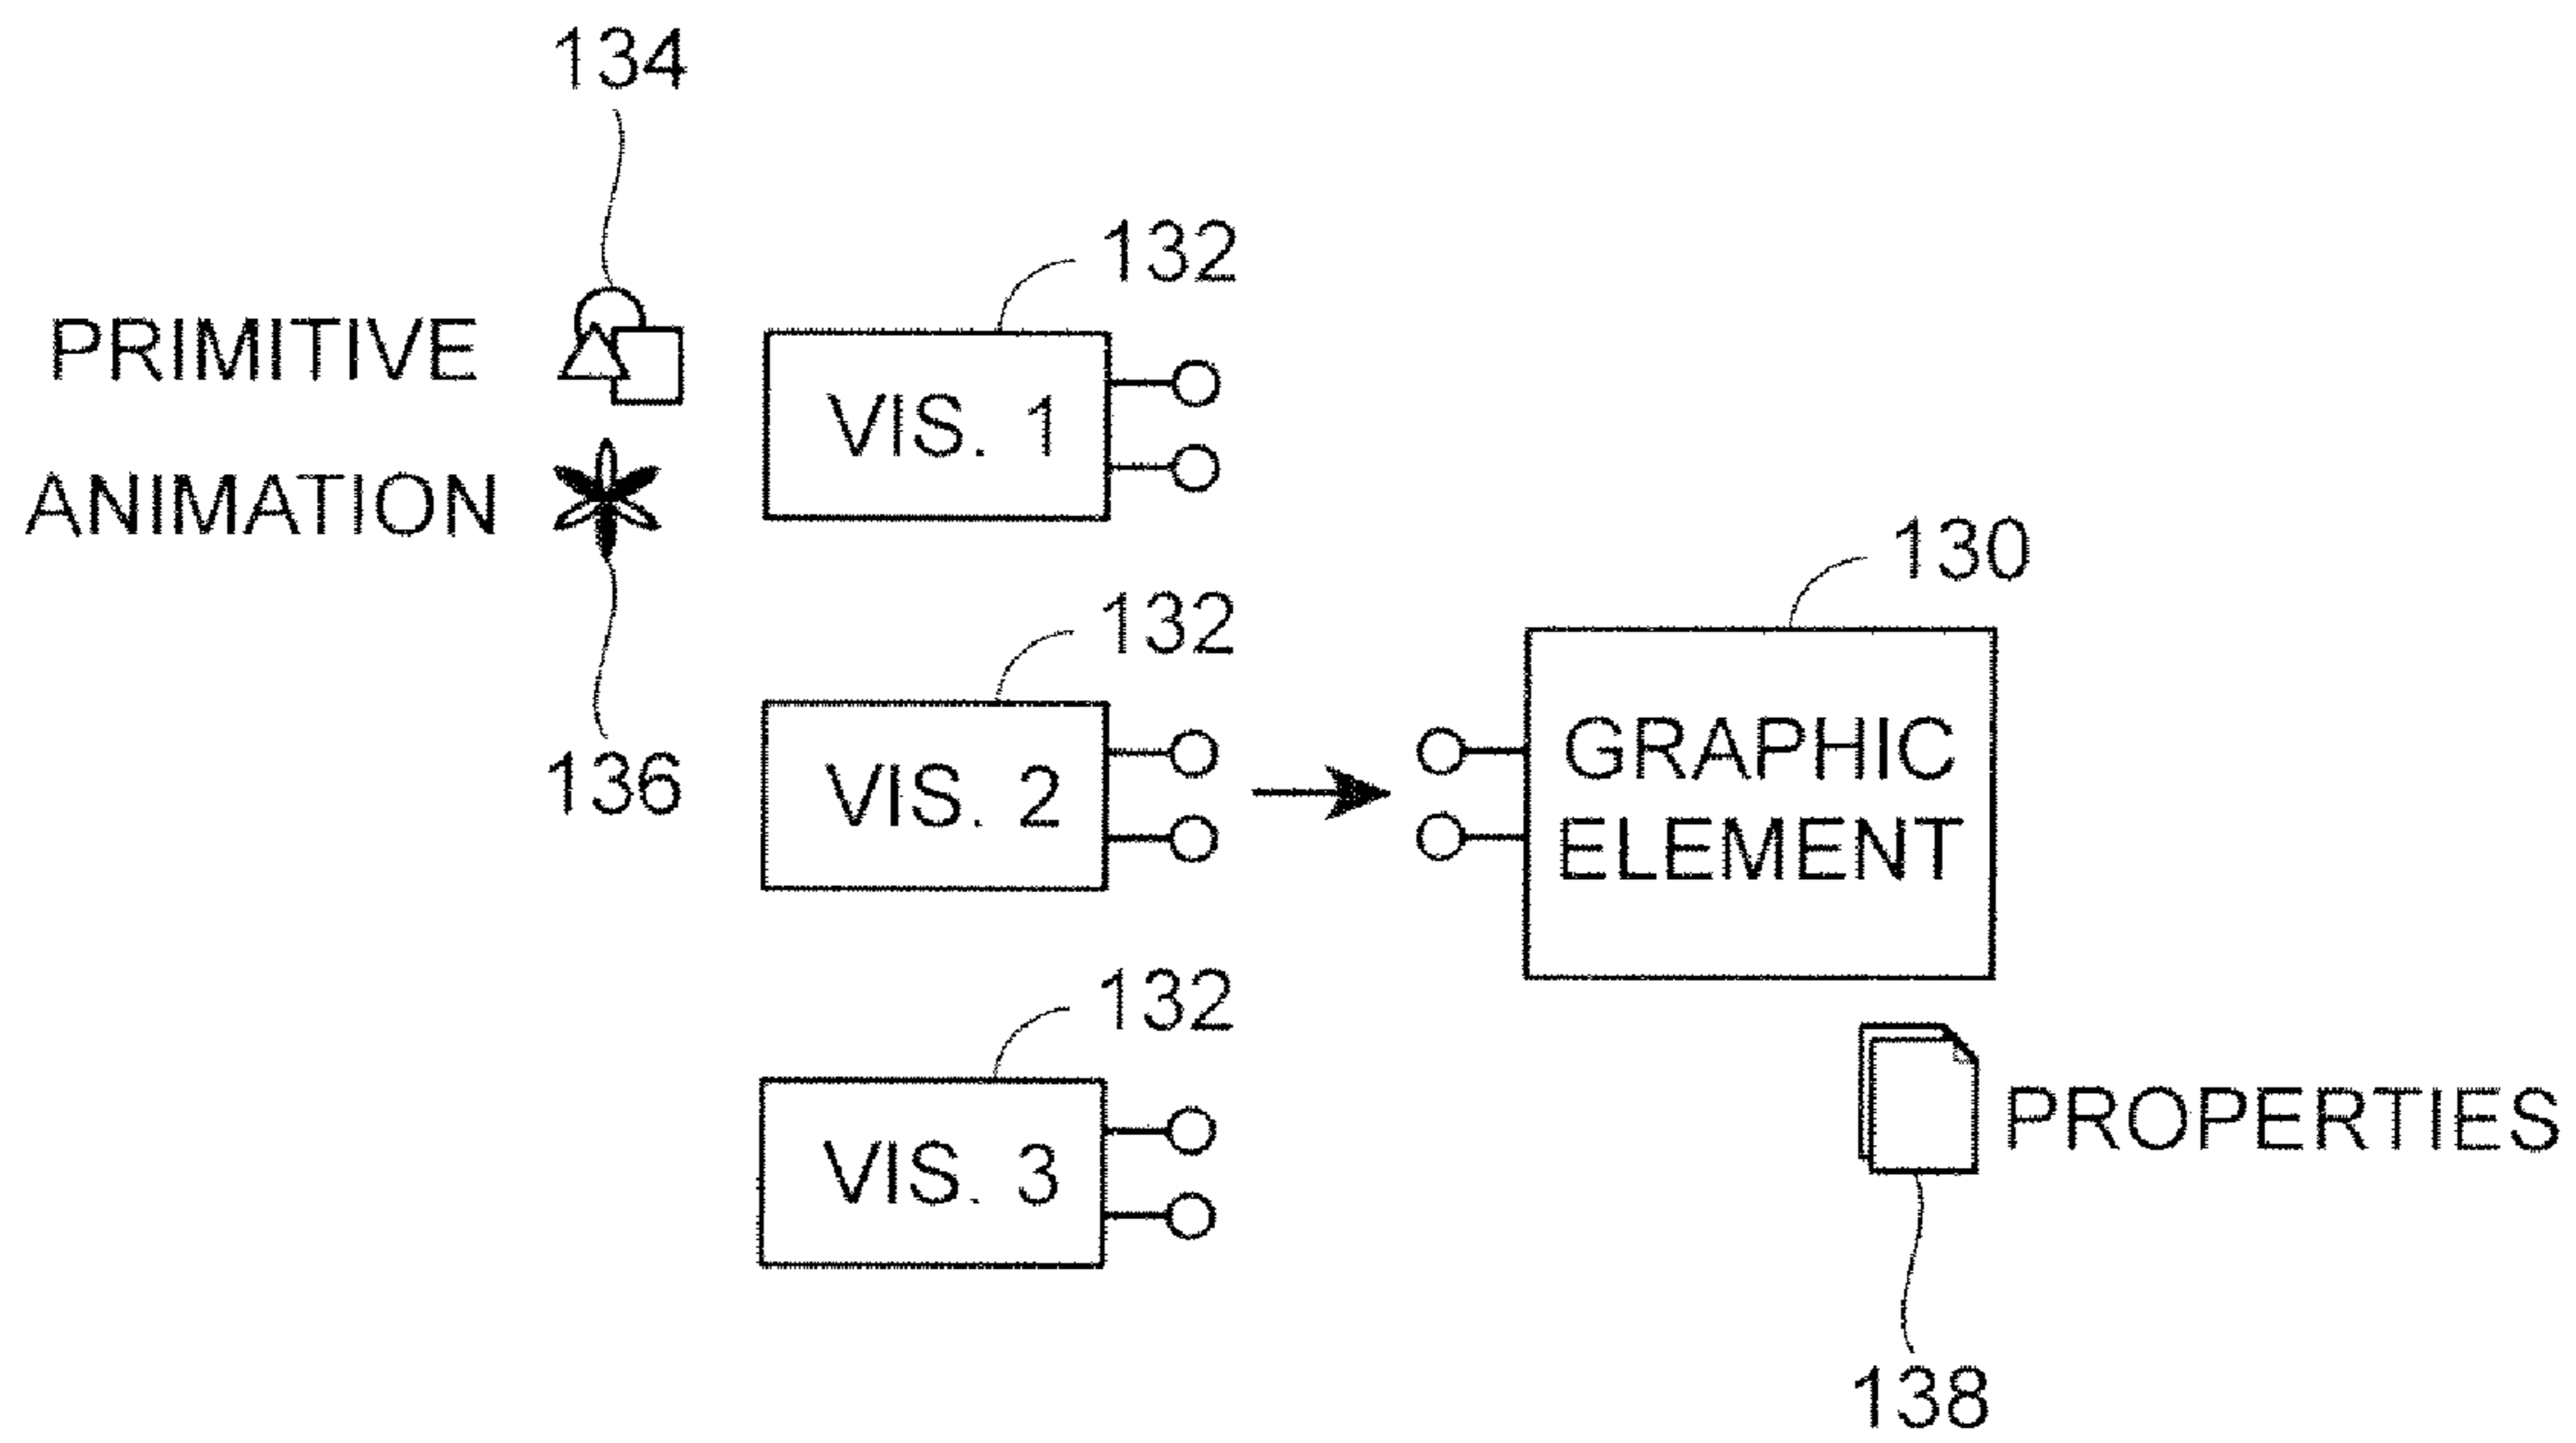 134
132
PRIMITIVE
VIS. 1
ANIMATION
130
132
136
VIS. 2
GRAPHIC
ELEMENT
132
VIS. 3
PROPERTIES
138